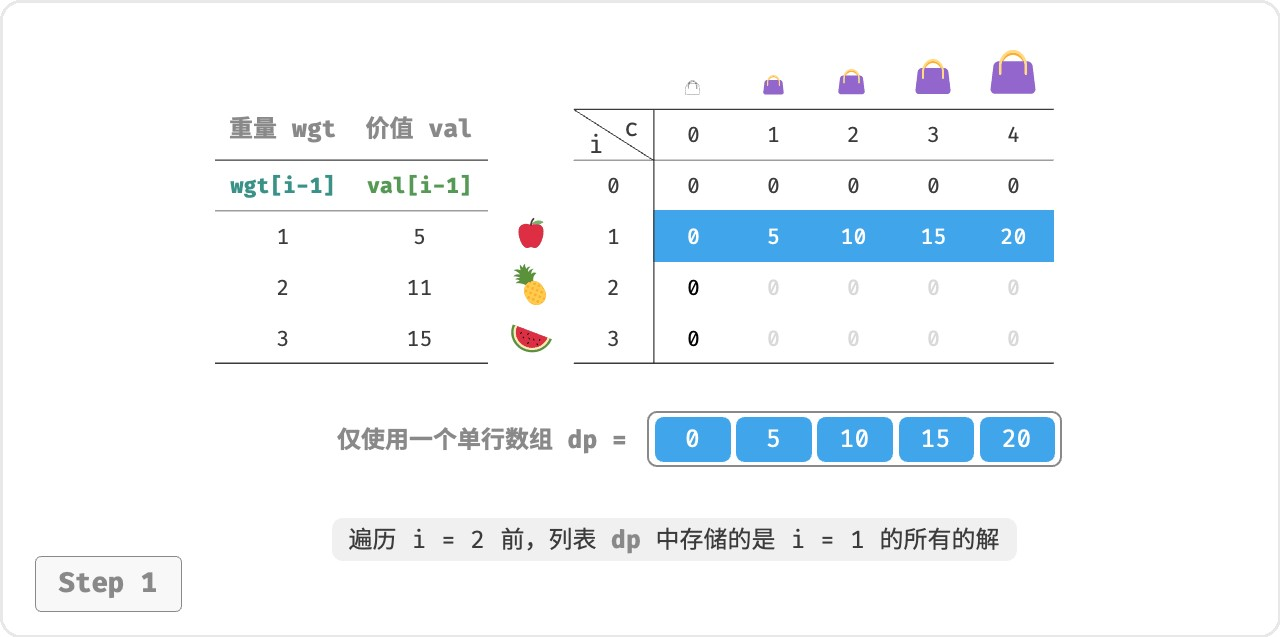 重量 wgt 价值 val
wgt[i-1] val[i-1]
1 5
2 11
3 15
i c 0 1 2 3 4
0 0 0 0 0 0
1 0 5 10 15 20
2 0 0 0 0 0
3 0 0 0 0 0
仅使用一个单行数组 dp = 0 5 10 15 20
遍历 i = 2 前，列表 dp 中存储的是 i = 1 的所有的解
Step 1